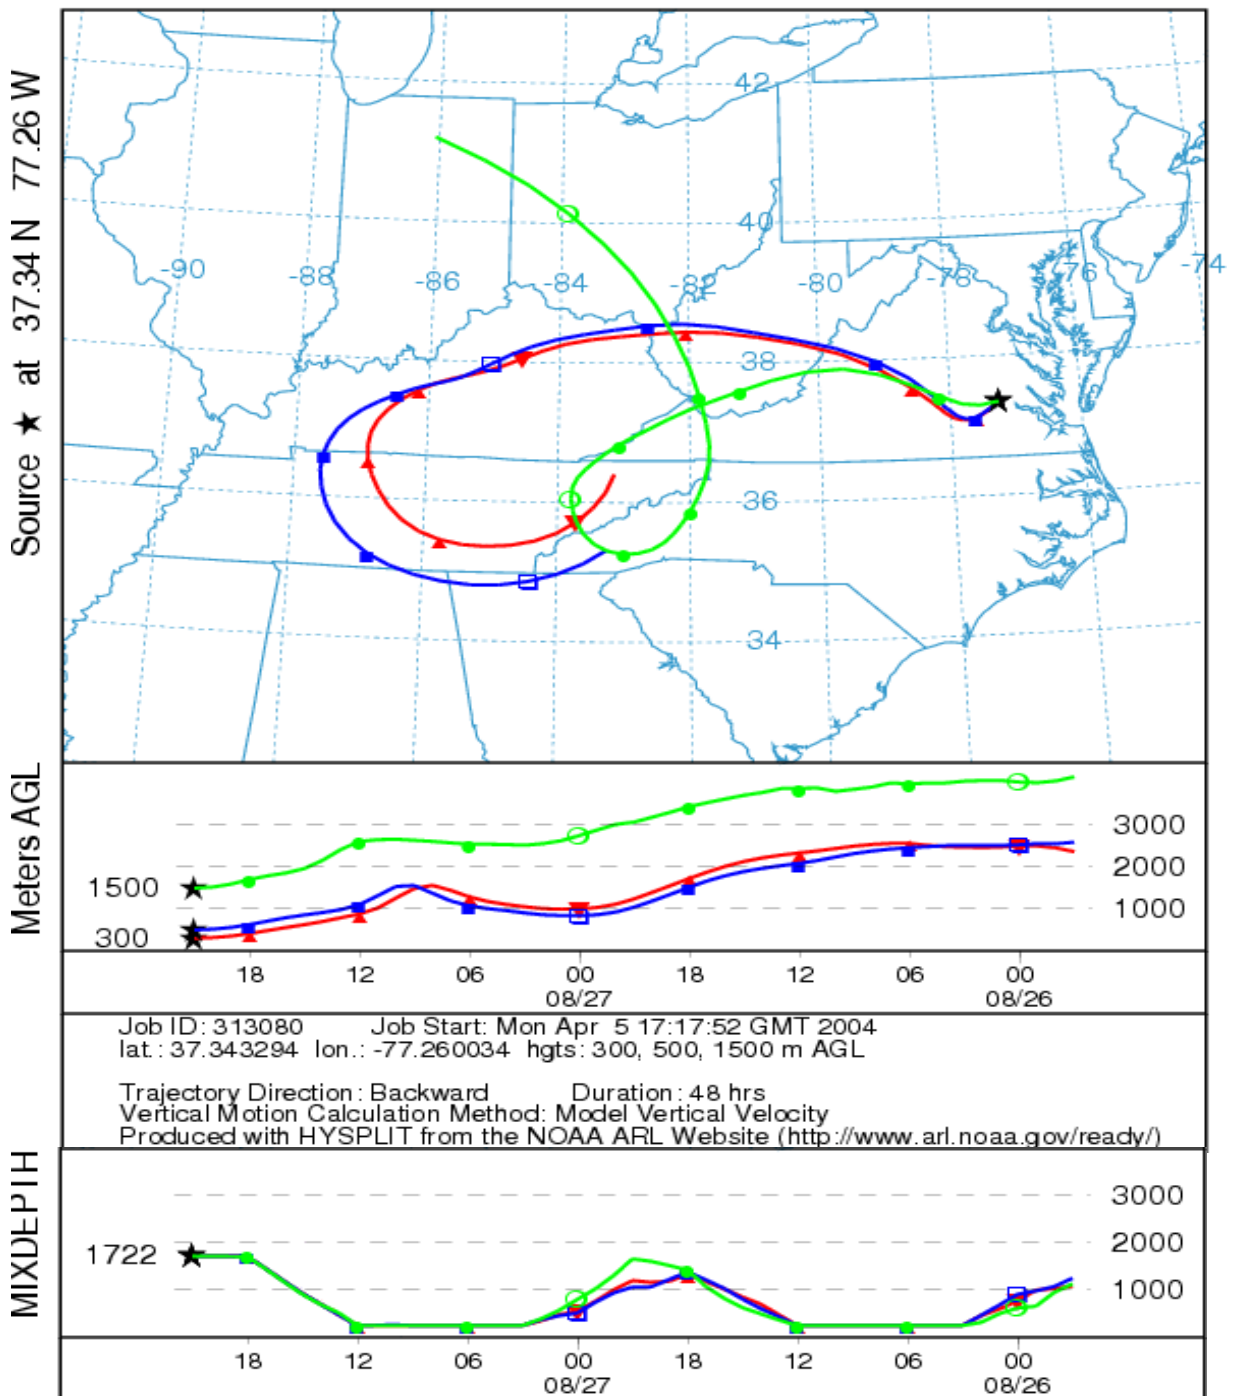 Source ★ at 37.34 N 77.26 W
42
40
-90
-88
-86
-84
-82
-80
-78
-76
-74
38
36
34
Meters AGL
3000
2000
1500
1000
300
18 12 06 00 18 12 06 00
08/27 08/26
Job ID: 313080 Job Start: Mon Apr 5 17:17:52 GMT 2004
lat.: 37.343294 lon.: -77.260034 hgts: 300, 500, 1500 m AGL
Trajectory Direction: Backward Duration: 48 hrs
Vertical Motion Calculation Method: Model Vertical Velocity
Produced with HYSPLIT from the NOAA ARL Website (http://www.arl.noaa.gov/ready/)
MIXDEPTH
3000
2000
1722
1000
18 12 06 00 18 12 06 00
08/27 08/26